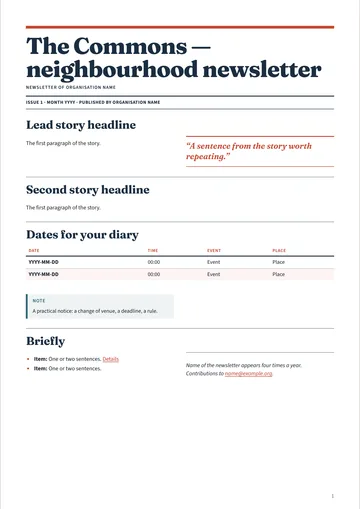 The Commons —
neighbourhood newsletter
NEWSLETTER OF ORGANISATION NAME
ISSUE 1 · MONTH YYYY · PUBLISHED BY ORGANISATION NAME
Lead story headline
The first paragraph of the story.
“A sentence from the story worth
repeating.”
Second story headline
The first paragraph of the story.
Dates for your diary
DATE TIME EVENT PLACE
YYYY-MM-DD 00:00 Event Place
YYYY-MM-DD 00:00 Event Place
NOTE
A practical notice: a change of venue, a deadline, a rule.
Briefly
• Item: One or two sentences. Details
• Item: One or two sentences.
Name of the newsletter appears four times a year.
Contributions to name@example.org.
1